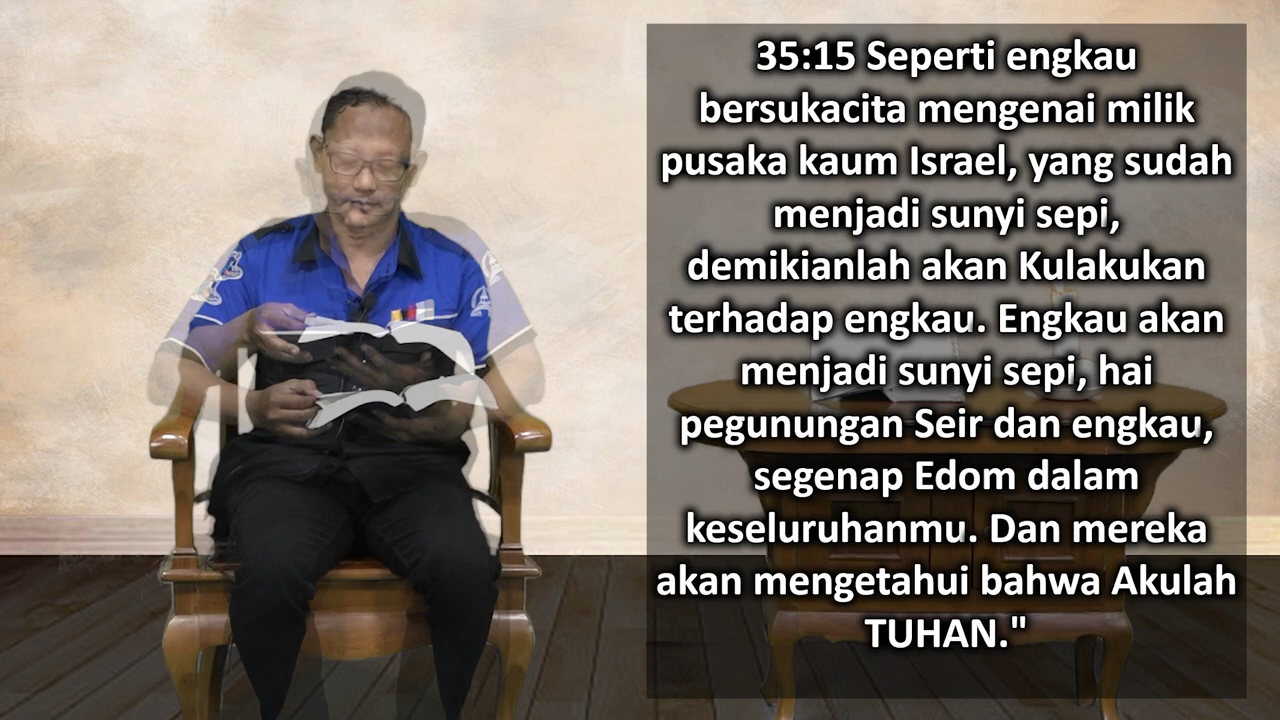 35:15 Seperti engkau
bersukacita mengenai milik
pusaka kaum Israel, yang sudah
menjadi sunyi sepi,
demikianlah akan Kulakukan
terhadap engkau. Engkau akan
menjadi sunyi sepi, hai
pegunungan Seir dan engkau,
segenap Edom dalam
keseluruhanmu. Dan mereka
akan mengetahui bahwa Akulah
TUHAN."